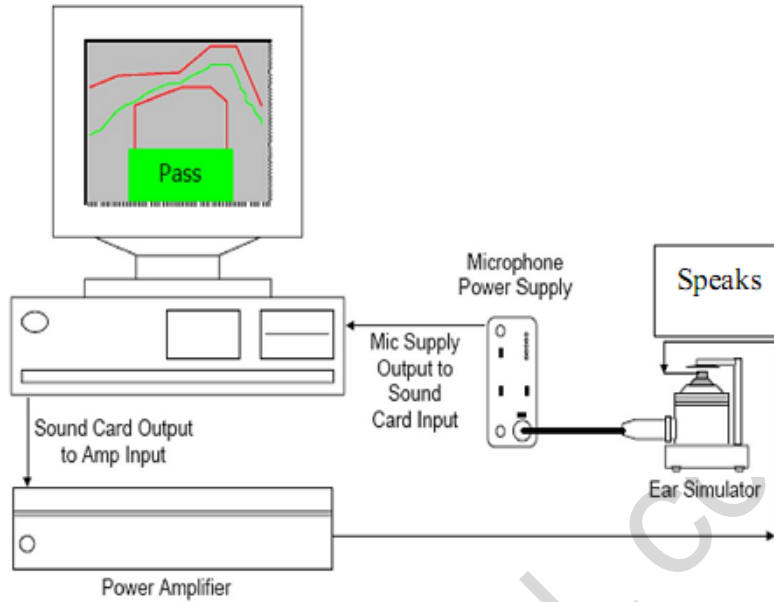 Pass
Microphone
Power Supply
Speaks
Mic Supply
Output to
Sound
Card Input
Sound Card Output
to Amp Input
Ear Simulator
Power Amplifier